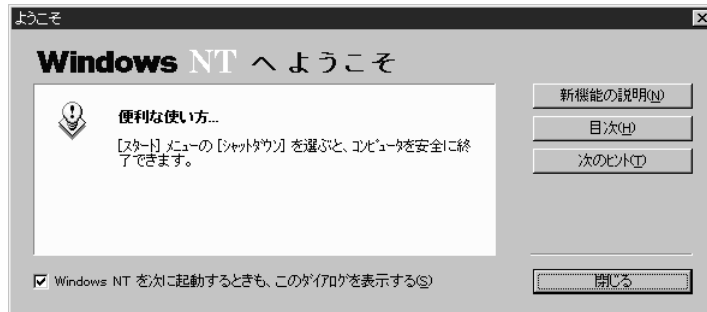 ようこそ
Windows NT へようこそ
便利な使い方...
[ｽﾀｰﾄ] ﾒﾆｭｰの [ｼｬｯﾄﾀﾞｳﾝ] を選ぶと、ｺﾝﾋﾟｭｰﾀを安全に終
了できます。
新機能の説明(N)
目次(H)
次のﾋﾝﾄ(T)
Windows NT を次に起動するときも、このﾀﾞｲｱﾛｸﾞを表示する(S)
閉じる